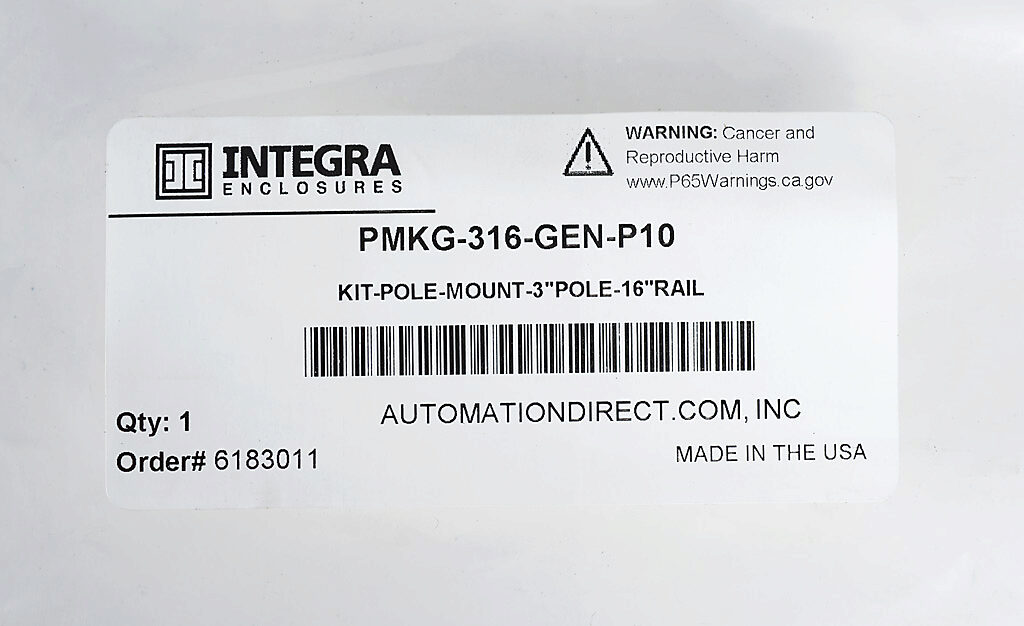 INTEGRA
ENCLOSURES
WARNING: Cancer and
Reproductive Harm
www.P65Warnings.ca.gov
PMKG-316-GEN-P10
KIT-POLE-MOUNT-3"POLE-16"RAIL
AUTOMATIONDIRECT.COM, INC
Qty: 1
Order# 6183011
MADE IN THE USA